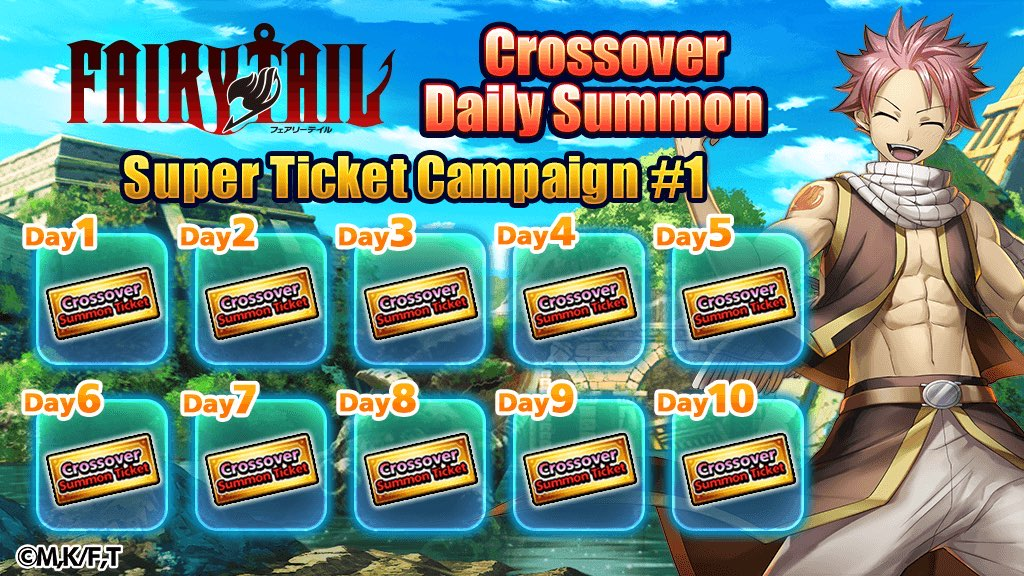 FAIRY TAIL
フェアリーテイル
Crossover
Daily Summon
Super Ticket Campaign #1
Day1 Day2 Day3 Day4 Day5
Crossover Crossover Crossover Crossover Crossover
Summon Ticket Summon Ticket Summon Ticket Summon Ticket Summon Ticket
Day6 Day7 Day8 Day9 Day10
Crossover Crossover Crossover Crossover Crossover
Summon Ticket Summon Ticket Summon Ticket Summon Ticket Summon Ticket
©M,K/F,T